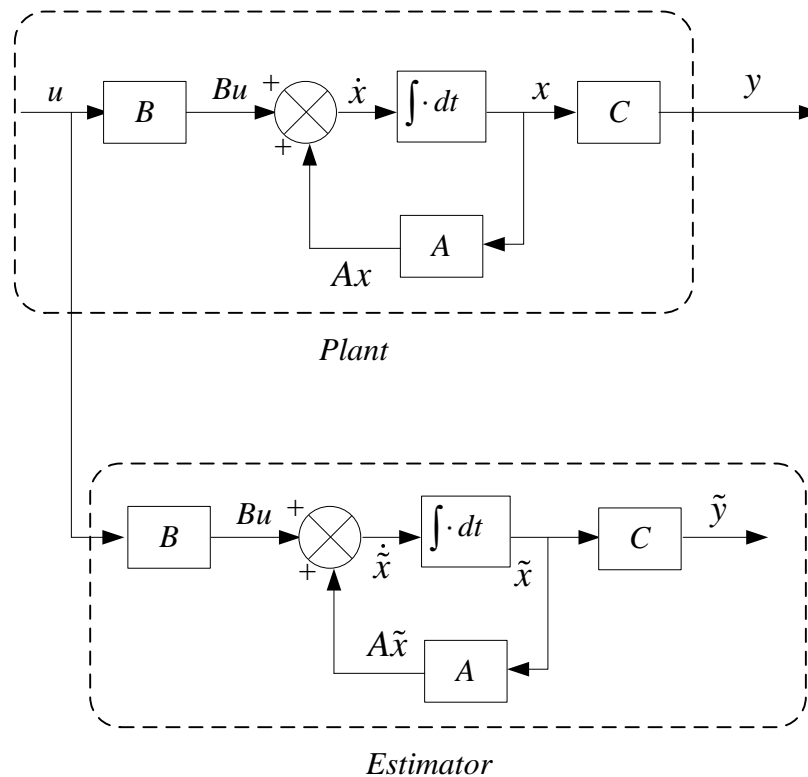 u B Bu + + ẋ ∫· dt x C y
Ax A
Plant
B Bu + + x̃̇ ∫· dt x̃ C ỹ
Ax̃ A
Estimator